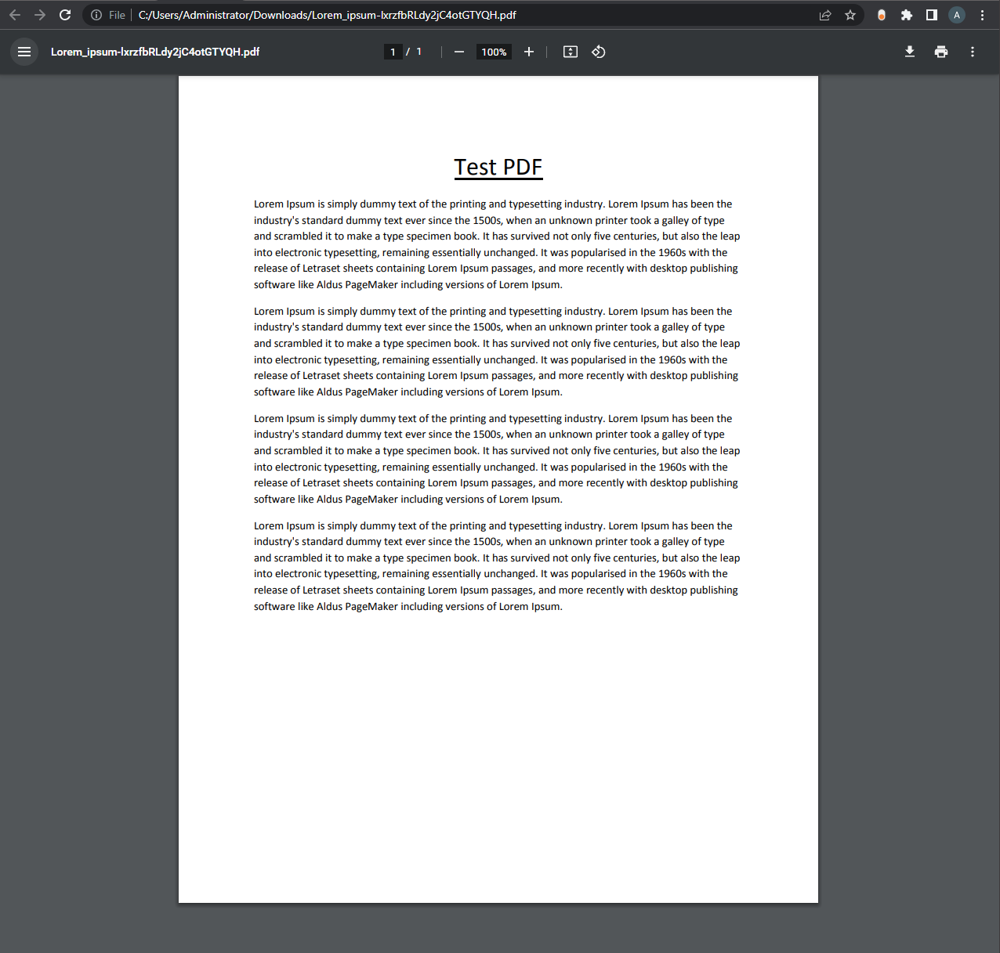 File C:/Users/Administrator/Downloads/Lorem_ipsum-lxrzfbRLdy2jC4otGTYQH.pdf A
Lorem_ipsum-lxrzfbRLdy2jC4otGTYQH.pdf 1 / 1 100%
Test PDF
Lorem Ipsum is simply dummy text of the printing and typesetting industry. Lorem Ipsum has been the
industry's standard dummy text ever since the 1500s, when an unknown printer took a galley of type
and scrambled it to make a type specimen book. It has survived not only five centuries, but also the leap
into electronic typesetting, remaining essentially unchanged. It was popularised in the 1960s with the
release of Letraset sheets containing Lorem Ipsum passages, and more recently with desktop publishing
software like Aldus PageMaker including versions of Lorem Ipsum.
Lorem Ipsum is simply dummy text of the printing and typesetting industry. Lorem Ipsum has been the
industry's standard dummy text ever since the 1500s, when an unknown printer took a galley of type
and scrambled it to make a type specimen book. It has survived not only five centuries, but also the leap
into electronic typesetting, remaining essentially unchanged. It was popularised in the 1960s with the
release of Letraset sheets containing Lorem Ipsum passages, and more recently with desktop publishing
software like Aldus PageMaker including versions of Lorem Ipsum.
Lorem Ipsum is simply dummy text of the printing and typesetting industry. Lorem Ipsum has been the
industry's standard dummy text ever since the 1500s, when an unknown printer took a galley of type
and scrambled it to make a type specimen book. It has survived not only five centuries, but also the leap
into electronic typesetting, remaining essentially unchanged. It was popularised in the 1960s with the
release of Letraset sheets containing Lorem Ipsum passages, and more recently with desktop publishing
software like Aldus PageMaker including versions of Lorem Ipsum.
Lorem Ipsum is simply dummy text of the printing and typesetting industry. Lorem Ipsum has been the
industry's standard dummy text ever since the 1500s, when an unknown printer took a galley of type
and scrambled it to make a type specimen book. It has survived not only five centuries, but also the leap
into electronic typesetting, remaining essentially unchanged. It was popularised in the 1960s with the
release of Letraset sheets containing Lorem Ipsum passages, and more recently with desktop publishing
software like Aldus PageMaker including versions of Lorem Ipsum.